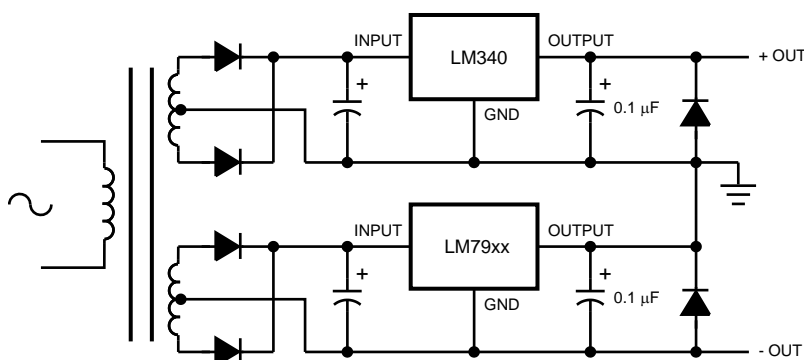 INPUT
LM340
OUTPUT
+ OUT
+
+
0.1 μF
GND
INPUT
LM79xx
OUTPUT
+
+
0.1 μF
GND
- OUT